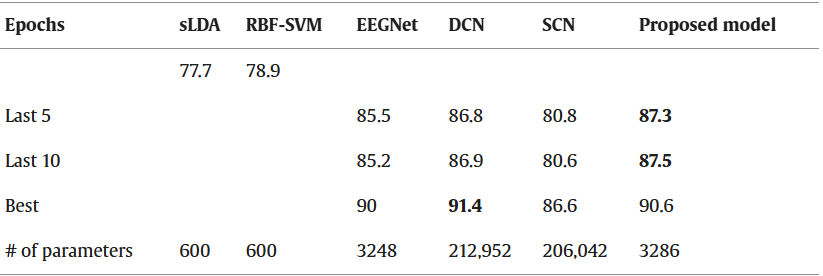 Epochs sLDA RBF-SVM EEGNet DCN SCN Proposed model
77.7 78.9
Last 5 85.5 86.8 80.8 87.3
Last 10 85.2 86.9 80.6 87.5
Best 90 91.4 86.6 90.6
# of parameters 600 600 3248 212,952 206,042 3286